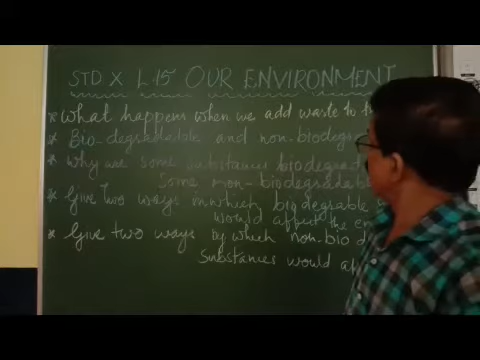 STD. X L.15 OUR ENVIRONMENT
* What happens when we add waste to
* Bio-degradable and non-biodegra
* Why are some substances biodegrad
Some non-biodegradab
* Give two ways in which biodegradable
would affect the en
* Give two ways by which non-bio d
Substances would af